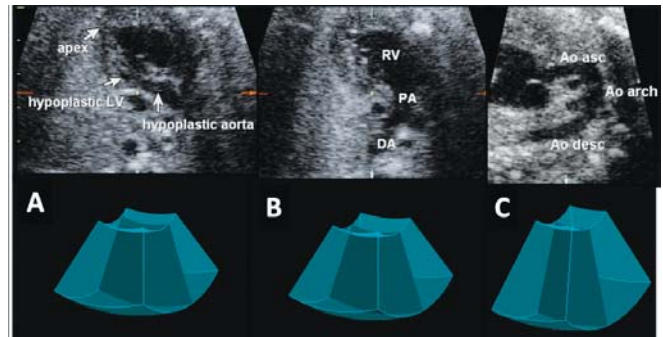 apex
hypoplastic LV
hypoplastic aorta
RV
PA
DA
Ao asc
Ao arch
Ao desc
A
B
C